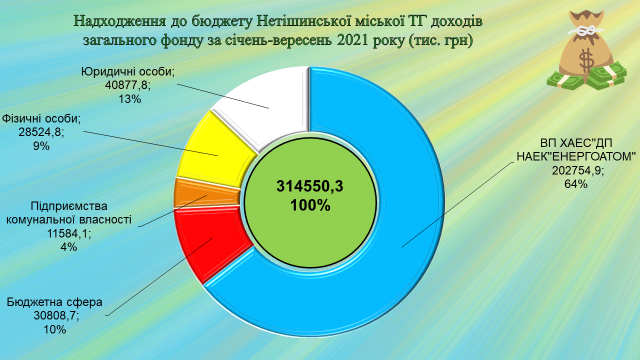 Надходження до бюджету Нетішинської міської ТГ доходів
загального фонду за січень-вересень 2021 року (тис. грн)
Юридичні особи;
40877,8;
13%
Фізичні особи;
28524,8;
9%
Підприємства
комунальної власності
11584,1;
4%
Бюджетна сфера
30808,7;
10%
314550,3
100%
ВП ХАЕС"ДП
НАЕК"ЕНЕРГОАТОМ"
202754,9;
64%
$